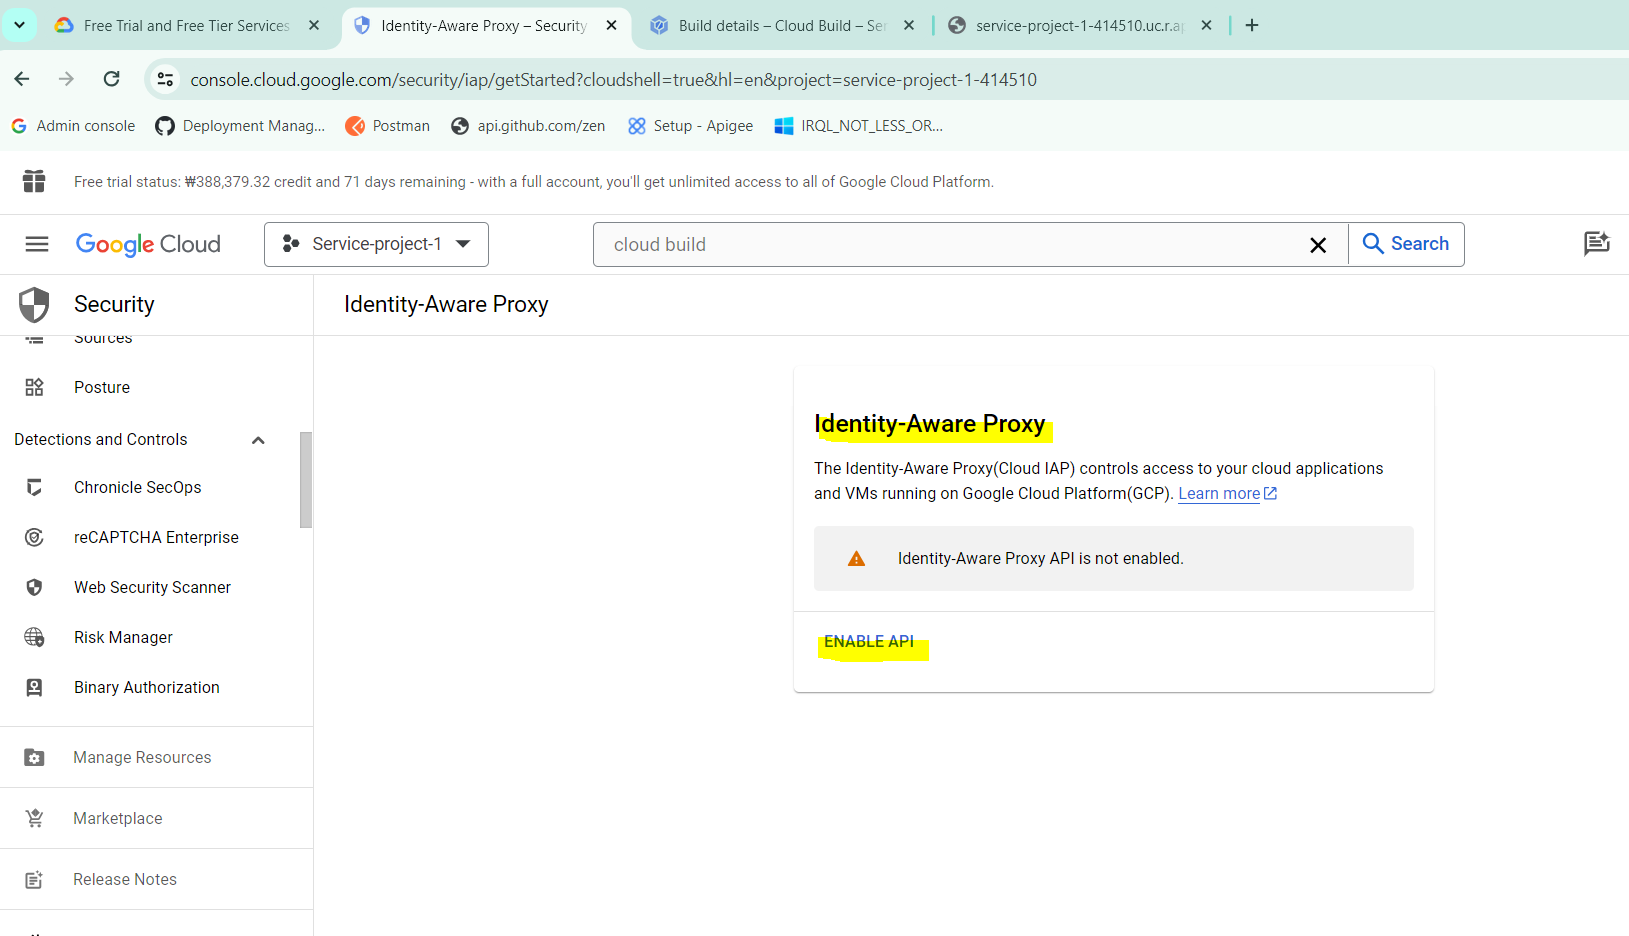 Free Trial and Free Tier Services
Identity-Aware Proxy – Security
Build details – Cloud Build – Ser
service-project-1-414510.uc.r.ap
console.cloud.google.com/security/iap/getStarted?cloudshell=true&hl=en&project=service-project-1-414510
Admin console
Deployment Manag...
Postman
api.github.com/zen
Setup - Apigee
IRQL_NOT_LESS_OR...
Free trial status: ₩388,379.32 credit and 71 days remaining - with a full account, you'll get unlimited access to all of Google Cloud Platform.
Google Cloud
Service-project-1
cloud build
Search
Security
Identity-Aware Proxy
Sources
Posture
Detections and Controls
Chronicle SecOps
reCAPTCHA Enterprise
Web Security Scanner
Risk Manager
Binary Authorization
Manage Resources
Marketplace
Release Notes
Identity-Aware Proxy
The Identity-Aware Proxy(Cloud IAP) controls access to your cloud applications
and VMs running on Google Cloud Platform(GCP). Learn more
Identity-Aware Proxy API is not enabled.
ENABLE API